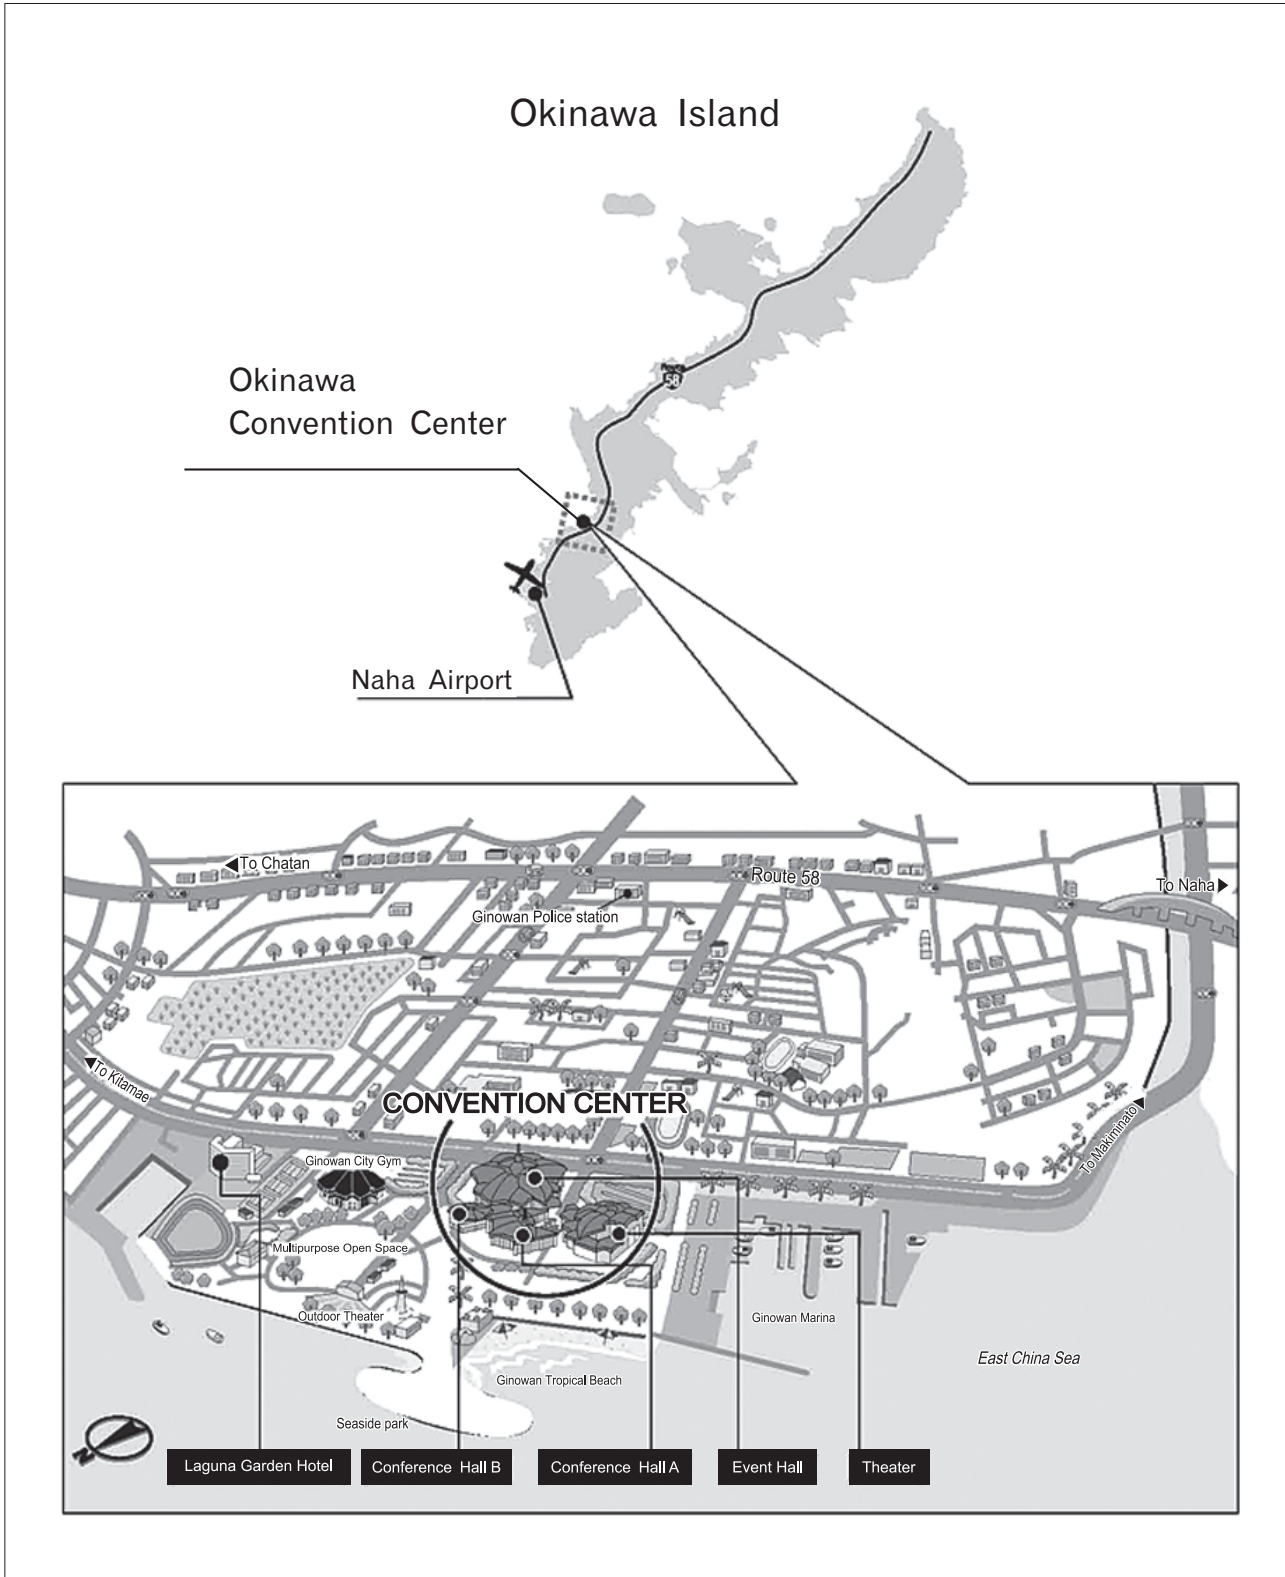 Okinawa Island
Okinawa
Convention Center
58
Naha Airport
To Chatan
Route 58
To Naha
Ginowan Police station
To Kitamae
CONVENTION CENTER
To Makiminato
Ginowan City Gym
Multipurpose Open Space
Outdoor Theater
Ginowan Marina
East China Sea
Ginowan Tropical Beach
Seaside park
N
Laguna Garden Hotel
Conference Hall B
Conference Hall A
Event Hall
Theater